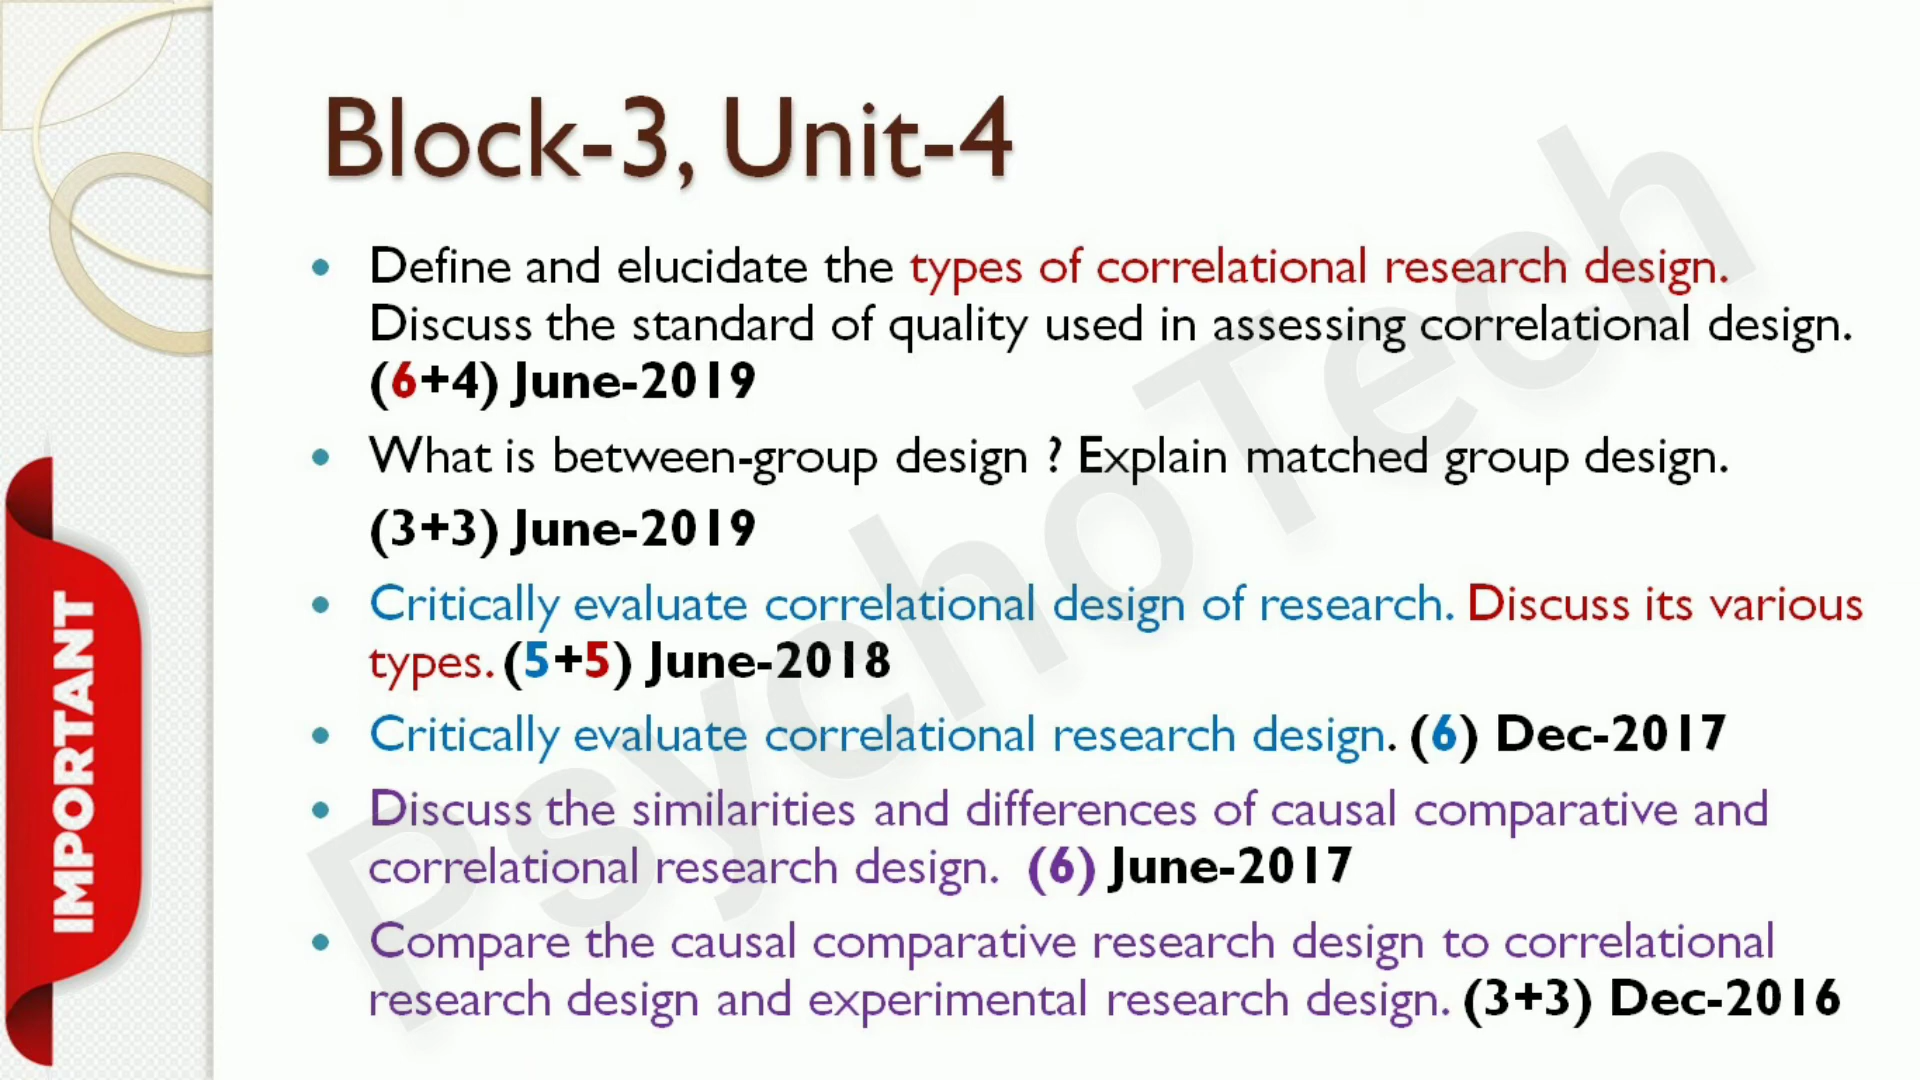 Block-3, Unit-4
• Define and elucidate the types of correlational research design.
Discuss the standard of quality used in assessing correlational design.
(6+4) June-2019
• What is between-group design ? Explain matched group design.
(3+3) June-2019
• Critically evaluate correlational design of research. Discuss its various
types. (5+5) June-2018
• Critically evaluate correlational research design. (6) Dec-2017
• Discuss the similarities and differences of causal comparative and
correlational research design. (6) June-2017
• Compare the causal comparative research design to correlational
research design and experimental research design. (3+3) Dec-2016
IMPORTANT
PsychoTech